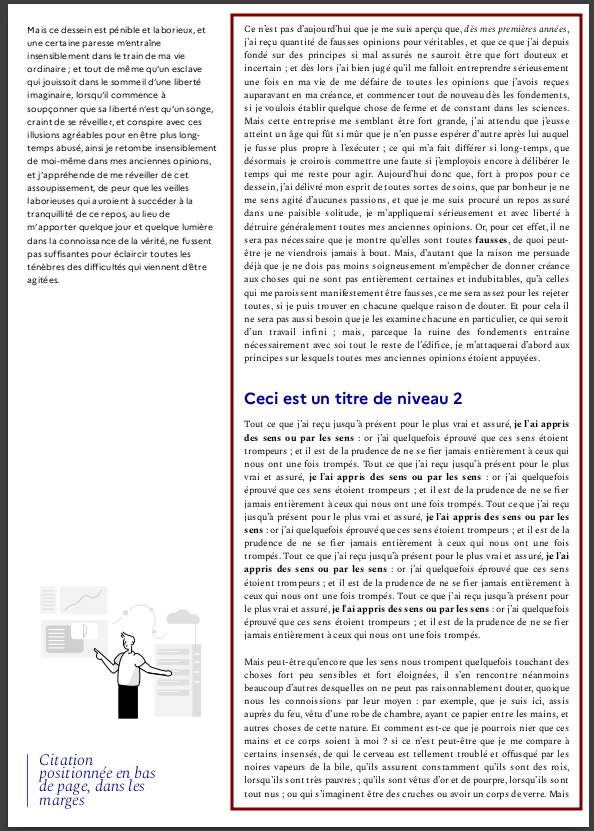 Mais ce dessein est pénible et laborieux, et
une certaine paresse m'entraîne
insensiblement dans le train de ma vie
ordinaire ; et tout de même qu'un esclave
qui jouissoit dans le sommeil d'une liberté
imaginaire, lorsqu'il commence à
soupçonner que sa liberté n'est qu'un songe,
craint de se réveiller, et conspire avec ces
illusions agréables pour en être plus long-
temps abusé, ainsi je retombe insensiblement
de moi-même dans mes anciennes opinions,
et j'appréhende de me réveiller de cet
assoupissement, de peur que les veilles
laborieuses qui auroient à succéder à la
tranquillité de ce repos, au lieu de
m'apporter quelque jour et quelque lumière
dans la connoissance de la vérité, ne fussent
pas suffisantes pour éclaircir toutes les
ténèbres des difficultés qui viennent d'être
agitées.
Citation
positionnée en bas
de page, dans les
marges
Ce n'est pas d'aujourd'hui que je me suis aperçu que, dès mes premières années,
j'ai reçu quantité de fausses opinions pour véritables, et que ce que j'ai depuis
fondé sur des principes si mal assurés ne sauroit être que fort douteux et
incertain ; et dès lors j'ai bien jugé qu'il me falloit entreprendre sérieusement
une fois en ma vie de me défaire de toutes les opinions que j'avois reçues
auparavant en ma créance, et commencer tout de nouveau dès les fondements,
si je voulois établir quelque chose de ferme et de constant dans les sciences.
Mais cette entreprise me semblant être fort grande, j'ai attendu que j'eusse
atteint un âge qui fût si mûr que je n'en pusse espérer d'autre après lui auquel
je fusse plus propre à l'exécuter ; ce qui m'a fait différer si long-temps, que
désormais je croirois commettre une faute si j'employois encore à délibérer le
temps qui me reste pour agir. Aujourd'hui donc que, fort à propos pour ce
dessein, j'ai délivré mon esprit de toutes sortes de soins, que par bonheur je ne
me sens agité d'aucunes passions, et que je me suis procuré un repos assuré
dans une paisible solitude, je m'appliquerai sérieusement et avec liberté à
détruire généralement toutes mes anciennes opinions. Or, pour cet effet, il ne
sera pas nécessaire que je montre qu'elles sont toutes fausses, de quoi peut-
être je ne viendrois jamais à bout. Mais, d'autant que la raison me persuade
déjà que je ne dois pas moins soigneusement m'empêcher de donner créance
aux choses qui ne sont pas entièrement certaines et indubitables, qu'à celles
qui me paroissent manifestement être fausses, ce me sera assez pour les rejeter
toutes, si je puis trouver en chacune quelque raison de douter. Et pour cela il
ne sera pas aussi besoin que je les examine chacune en particulier, ce qui seroit
d'un travail infini ; mais, parceque la ruine des fondements entraîne
nécessairement avec soi tout le reste de l'édifice, je m'attaquerai d'abord aux
principes sur lesquels toutes mes anciennes opinions étoient appuyées.
Ceci est un titre de niveau 2
Tout ce que j'ai reçu jusqu'à présent pour le plus vrai et assuré, je l'ai appris
des sens ou par les sens : or j'ai quelquefois éprouvé que ces sens étoient
trompeurs ; et il est de la prudence de ne se fier jamais entièrement à ceux qui
nous ont une fois trompés. Tout ce que j'ai reçu jusqu'à présent pour le plus
vrai et assuré, je l'ai appris des sens ou par les sens : or j'ai quelquefois
éprouvé que ces sens étoient trompeurs ; et il est de la prudence de ne se fier
jamais entièrement à ceux qui nous ont une fois trompés. Tout ce que j'ai reçu
jusqu'à présent pour le plus vrai et assuré, je l'ai appris des sens ou par les
sens : or j'ai quelquefois éprouvé que ces sens étoient trompeurs ; et il est de la
prudence de ne se fier jamais entièrement à ceux qui nous ont une fois
trompés. Tout ce que j'ai reçu jusqu'à présent pour le plus vrai et assuré, je l'ai
appris des sens ou par les sens : or j'ai quelquefois éprouvé que ces sens
étoient trompeurs ; et il est de la prudence de ne se fier jamais entièrement à
ceux qui nous ont une fois trompés. Tout ce que j'ai reçu jusqu'à présent pour
le plus vrai et assuré, je l'ai appris des sens ou par les sens : or j'ai quelquefois
éprouvé que ces sens étoient trompeurs ; et il est de la prudence de ne se fier
jamais entièrement à ceux qui nous ont une fois trompés.
Mais peut-être qu'encore que les sens nous trompent quelquefois touchant des
choses fort peu sensibles et fort éloignées, il s'en rencontre néanmoins
beaucoup d'autres desquelles on ne peut pas raisonnablement douter, quoique
nous les connoissions par leur moyen : par exemple, que je suis ici, assis
auprès du feu, vêtu d'une robe de chambre, ayant ce papier entre les mains, et
autres choses de cette nature. Et comment est-ce que je pourrois nier que ces
mains et ce corps soient à moi ? si ce n'est peut-être que je me compare à
certains insensés, de qui le cerveau est tellement troublé et offusqué par les
noires vapeurs de la bile, qu'ils assurent constamment qu'ils sont des rois,
lorsqu'ils sont très pauvres ; qu'ils sont vêtus d'or et de pourpre, lorsqu'ils sont
tout nus ; ou qui s'imaginent être des cruches ou avoir un corps de verre. Mais